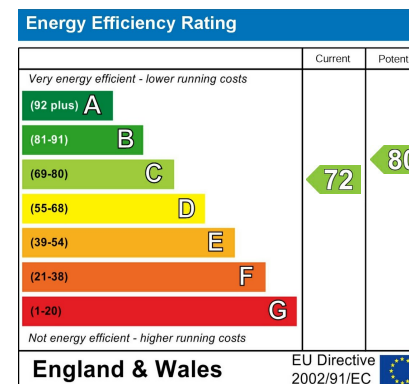 Energy Efficiency Rating
Current Potent
Very energy efficient - lower running costs
(92 plus) A
(81-91) B
(69-80) C
72
80
(55-68) D
(39-54) E
(21-38) F
(1-20) G
Not energy efficient - higher running costs
England & Wales
EU Directive
2002/91/EC